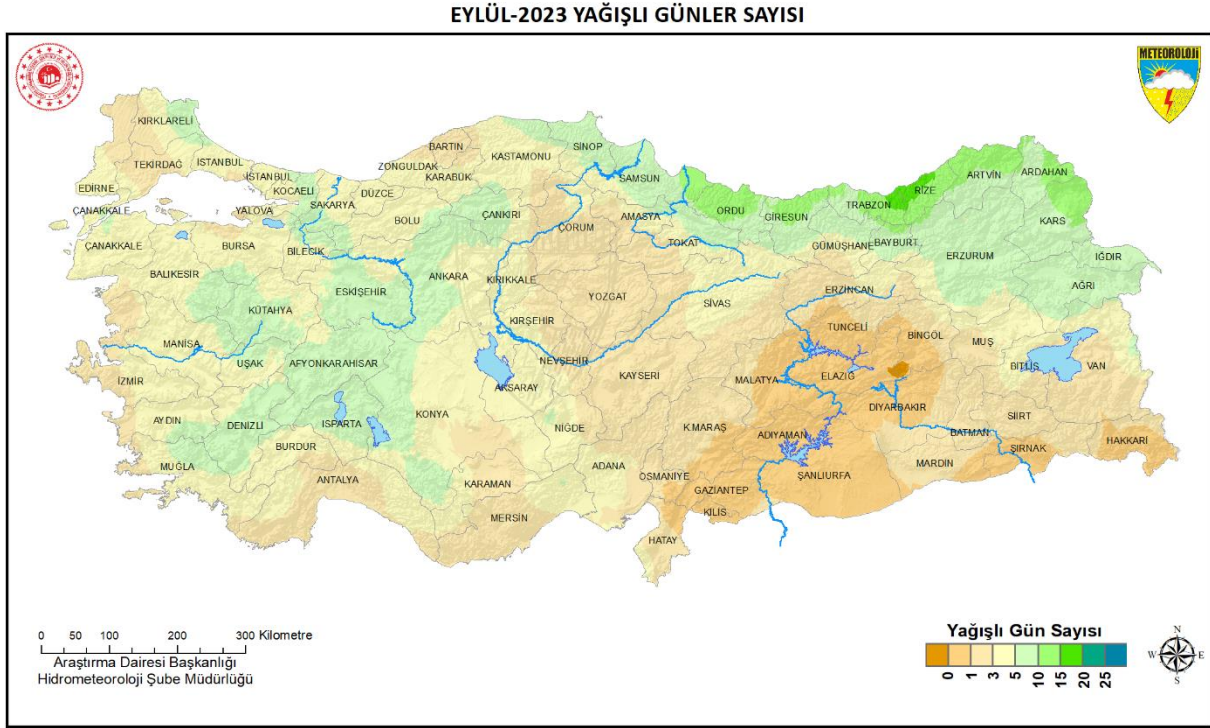 EYLÜL-2023 YAĞIŞLI GÜNLER SAYISI
METEOROLOJİ
KIRKLARELİ
TEKİRDAĞ
İSTANBUL
İSTANBUL
EDİRNE
KOCAELİ
ÇANAKKALE
YALOVA
SAKARYA
DÜZCE
ZONGULDAK
BARTIN
KARABÜK
KASTAMONU
SİNOP
SAMSUN
ORDU
GİRESUN
TRABZON
RİZE
ARTVİN
ARDAHAN
KARS
ÇANAKKALE
BURSA
BİLECİK
BOLU
ÇANKIRI
ÇORUM
AMASYA
TOKAT
GÜMÜŞHANE
BAYBURT
ERZURUM
IĞDIR
AĞRI
BALIKESİR
KÜTAHYA
ESKİŞEHİR
ANKARA
KIRIKKALE
YOZGAT
SİVAS
ERZİNCAN
TUNCELİ
BİNGÖL
MUŞ
BİTLİS
VAN
MANİSA
UŞAK
AFYONKARAHİSAR
KIRŞEHİR
NEVŞEHİR
KAYSERİ
MALATYA
ELAZIĞ
DİYARBAKIR
İZMİR
AYDIN
DENİZLİ
ISPARTA
KONYA
AKSARAY
NİĞDE
K.MARAŞ
ADIYAMAN
BATMAN
SİİRT
ŞIRNAK
HAKKARİ
MUĞLA
BURDUR
ANTALYA
KARAMAN
MERSİN
ADANA
OSMANİYE
GAZİANTEP
KİLİS
ŞANLIURFA
MARDİN
HATAY
0 50 100 200 300 Kilometre
Araştırma Dairesi Başkanlığı
Hidrometeoroloji Şube Müdürlüğü
Yağışlı Gün Sayısı
0 1 3 5 10 15 20 25
N
W E
S